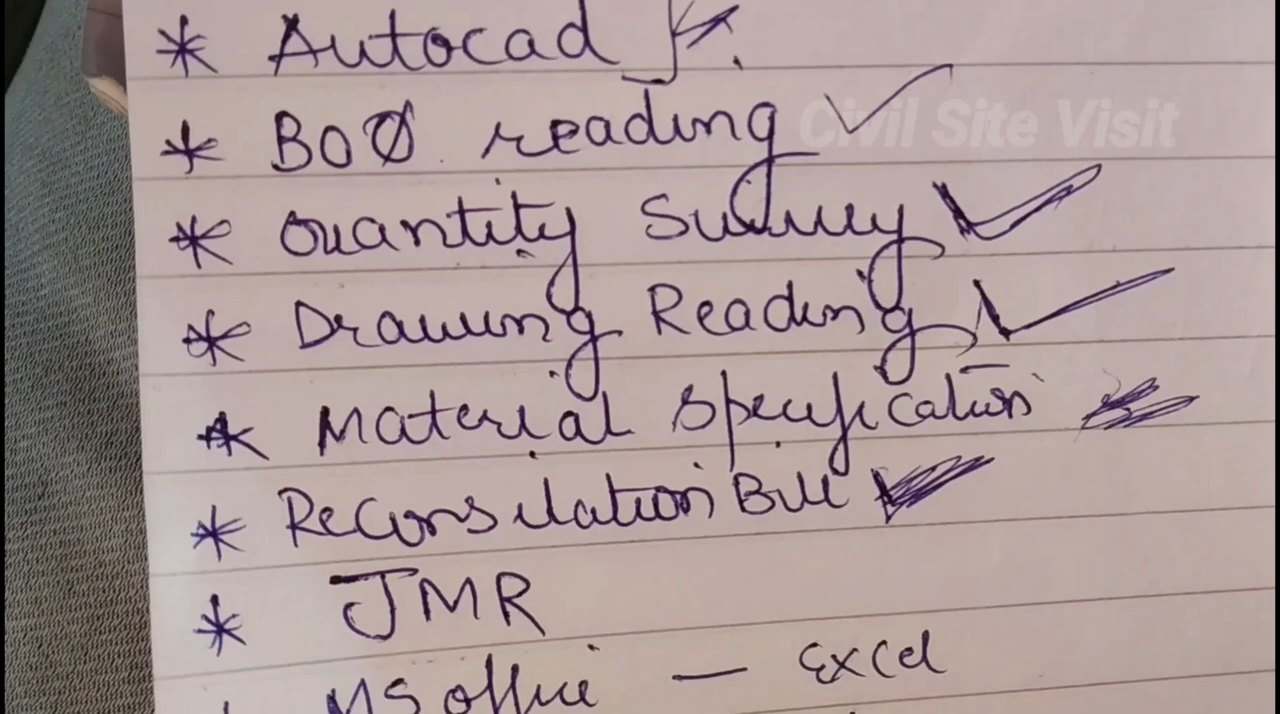 * Autocad
* BOQ reading ✓
Civil Site Visit
* Quantity Survey ✓
* Drawing Reading ✓
* Material Specification
* Reconsilation Bill ✓
* JMR
* MS office — Excel